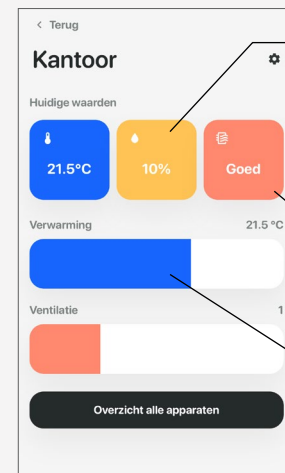 < Terug
Kantoor
Huidige waarden
21.5°C
10%
Goed
Verwarming
21.5 °C
Ventilatie
1
Overzicht alle apparaten